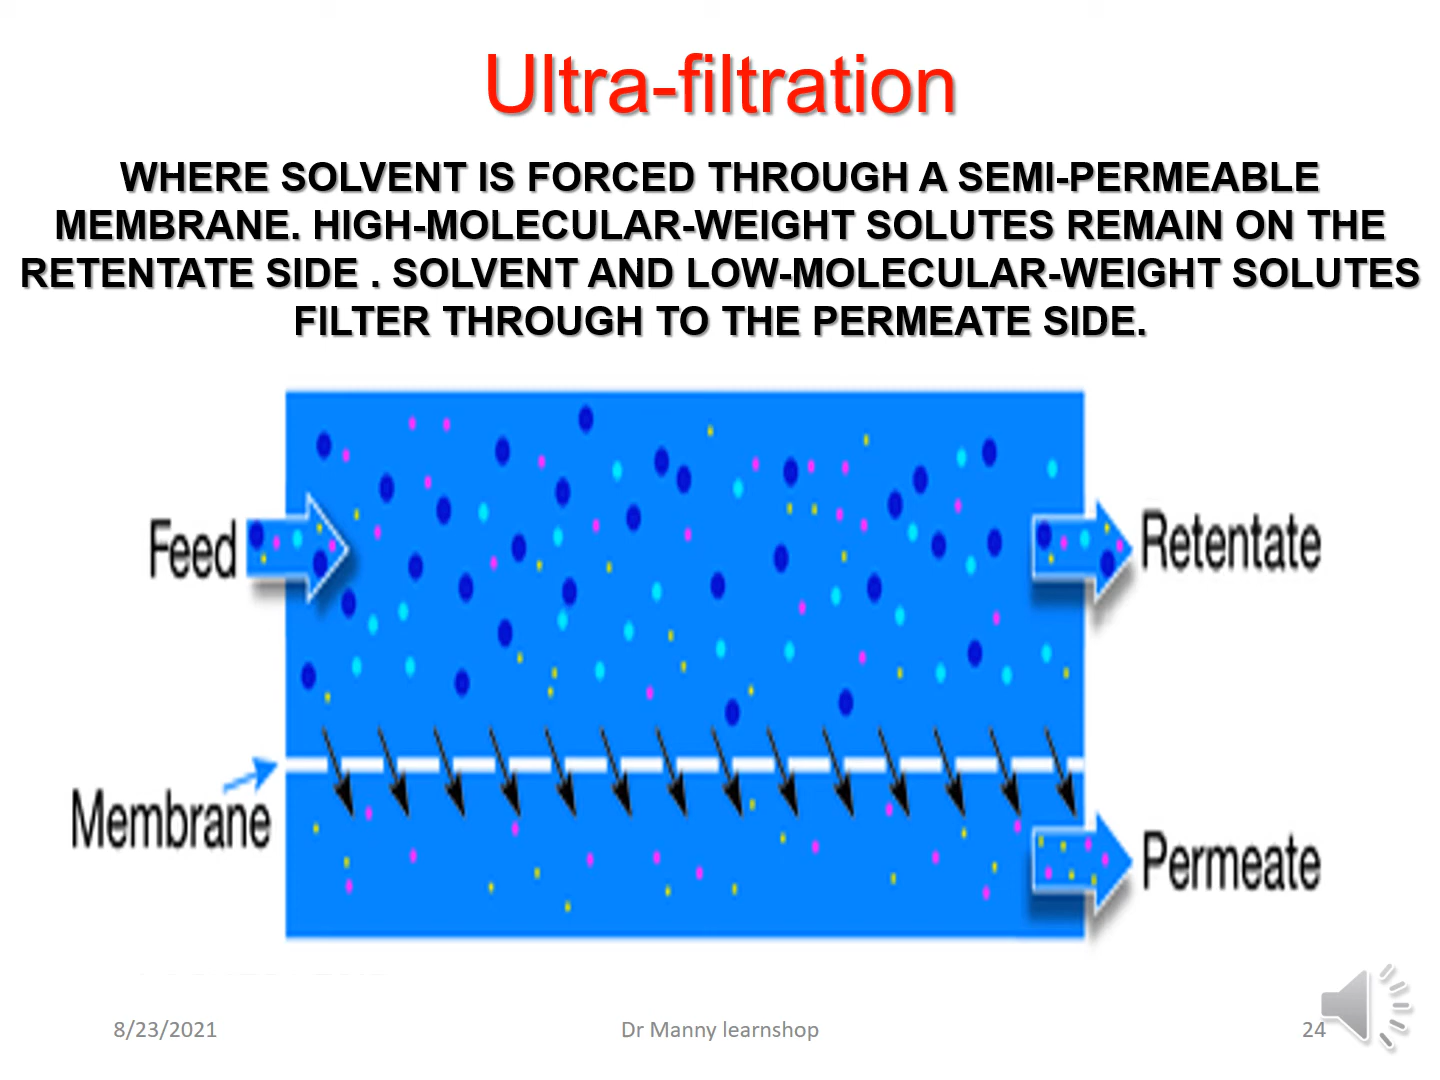 Ultra-filtration
WHERE SOLVENT IS FORCED THROUGH A SEMI-PERMEABLE
MEMBRANE. HIGH-MOLECULAR-WEIGHT SOLUTES REMAIN ON THE
RETENTATE SIDE . SOLVENT AND LOW-MOLECULAR-WEIGHT SOLUTES
FILTER THROUGH TO THE PERMEATE SIDE.
Feed
Retentate
Membrane
Permeate
8/23/2021
Dr Manny learnshop
24